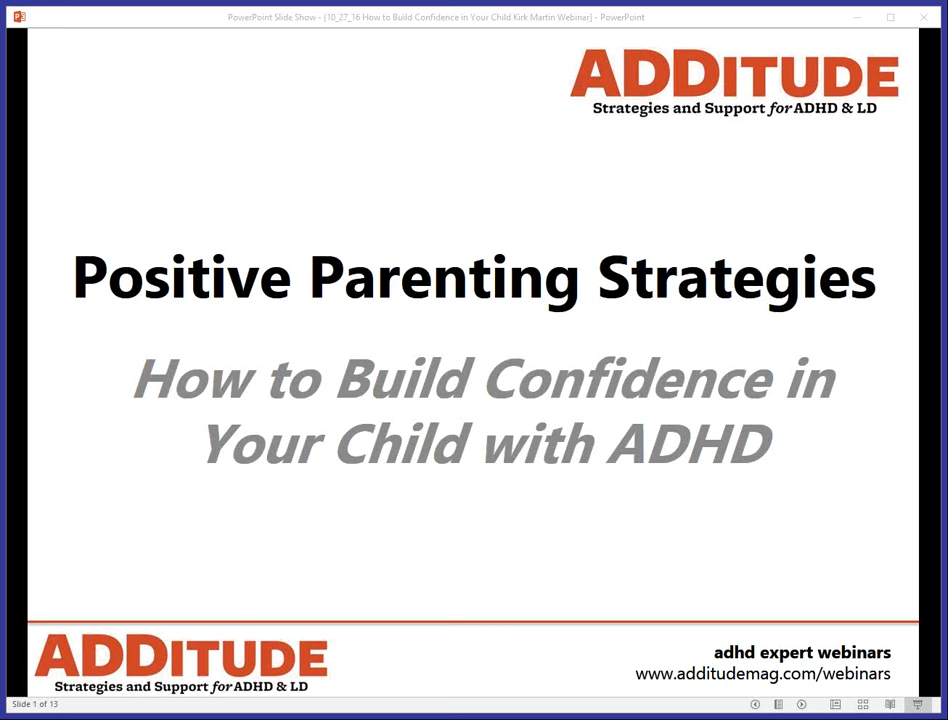 PowerPoint Slide Show - [10_27_16 How to Build Confidence in Your Child Kirk Martin Webinar] - PowerPoint
ADDITUDE
Strategies and Support for ADHD & LD
Positive Parenting Strategies
How to Build Confidence in
Your Child with ADHD
ADDITUDE
Strategies and Support for ADHD & LD
adhd expert webinars
www.additudemag.com/webinars
Slide 1 of 13